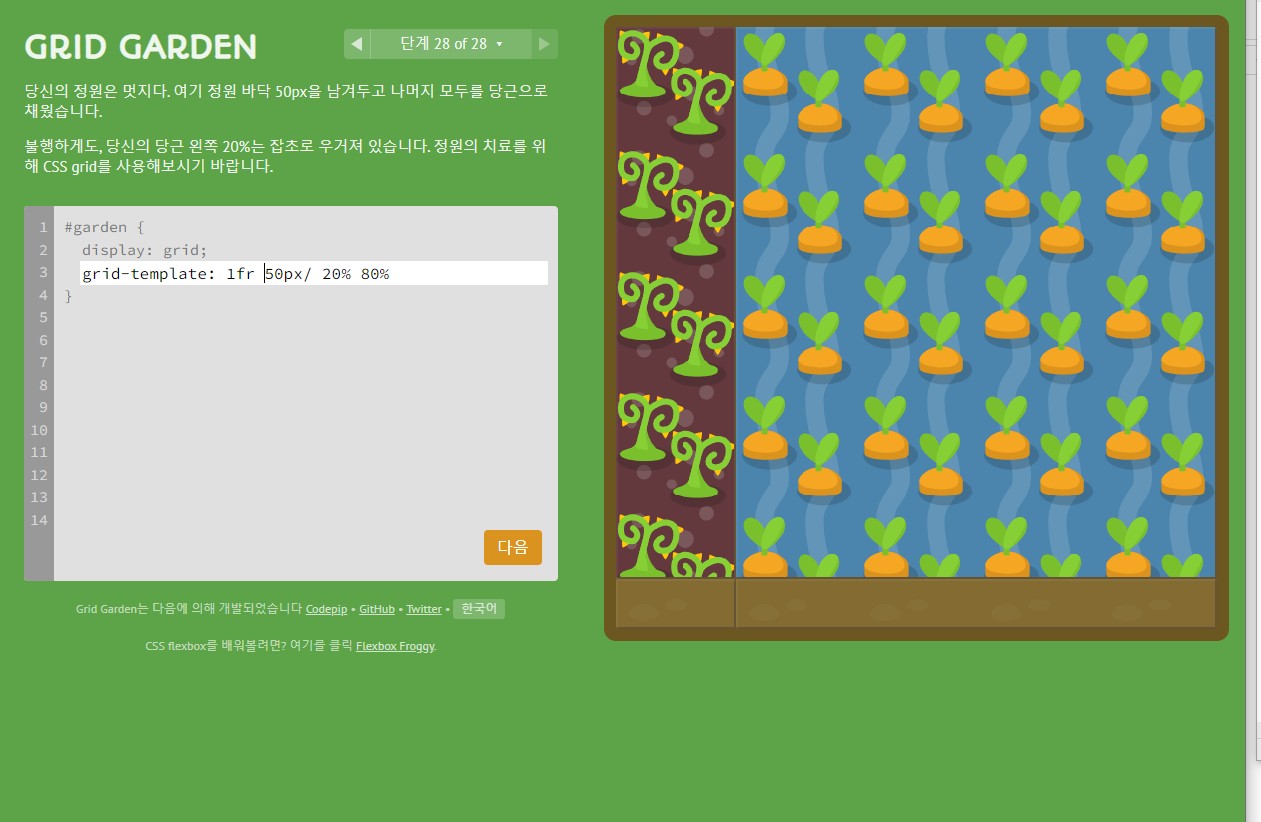 GRID GARDEN
단계 28 of 28
당신의 정원은 멋지다. 여기 정원 바닥 50px을 남겨두고 나머지 모두를 당근으로
채웠습니다.
불행하게도, 당신의 당근 왼쪽 20%는 잡초로 우거져 있습니다. 정원의 치료를 위
해 CSS grid를 사용해보시기 바랍니다.
1 #garden {
2 display: grid;
3 grid-template: 1fr 50px/ 20% 80%
4 }
5
6
7
8
9
10
11
12
13
14
다음
Grid Garden는 다음에 의해 개발되었습니다 Codepip • GitHub • Twitter • 한국어
CSS flexbox를 배워볼려면? 여기를 클릭 Flexbox Froggy.